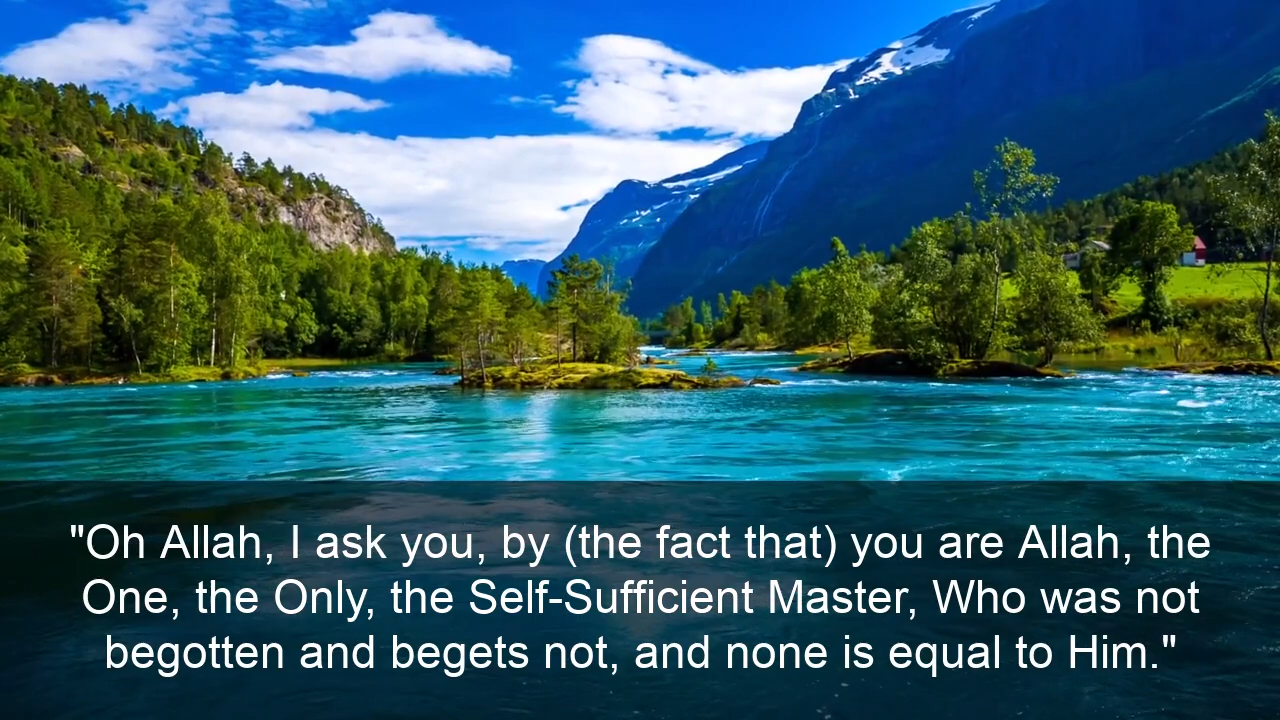 "Oh Allah, I ask you, by (the fact that) you are Allah, the
One, the Only, the Self-Sufficient Master, Who was not
begotten and begets not, and none is equal to Him."